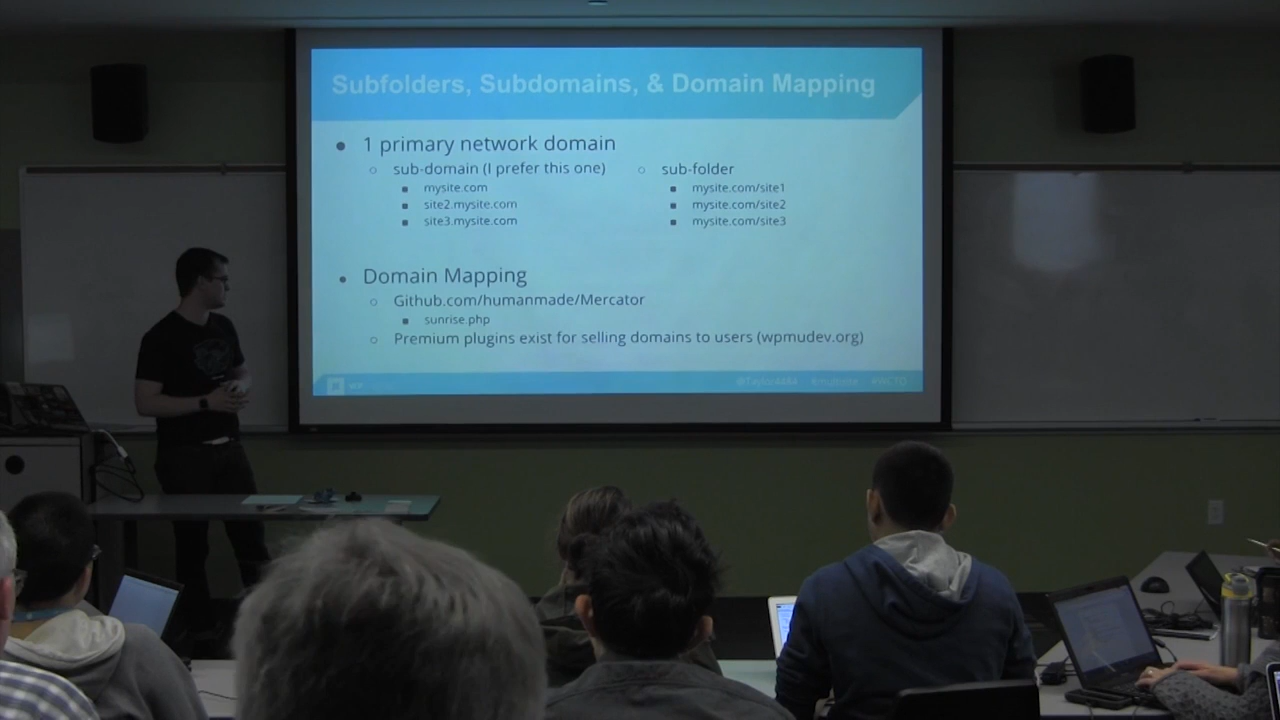 Subfolders, Subdomains, & Domain Mapping
1 primary network domain
sub-domain (I prefer this one)
mysite.com
site2.mysite.com
site3.mysite.com
sub-folder
mysite.com/site1
mysite.com/site2
mysite.com/site3
Domain Mapping
Github.com/humanmade/Mercator
sunrise.php
Premium plugins exist for selling domains to users (wpmudev.org)
#WCTO